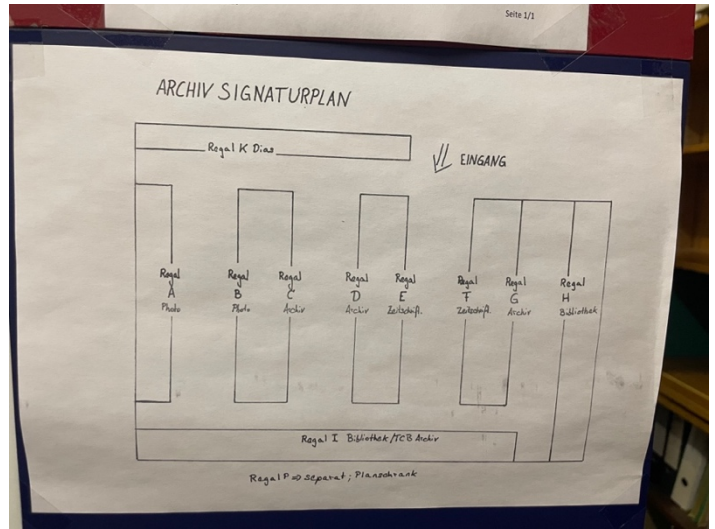 Seite 1/1
ARCHIV SIGNATURPLAN
Regal K Dias
EINGANG
Regal A Photo
Regal B Photo
Regal C Archiv
Regal D Archiv
Regal E Zeitschrift.
Regal F Zeitschrift.
Regal G Archiv
Regal H Bibliothek
Regal I Bibliothek/TCB Archiv
Regal P => separat; Planschrank